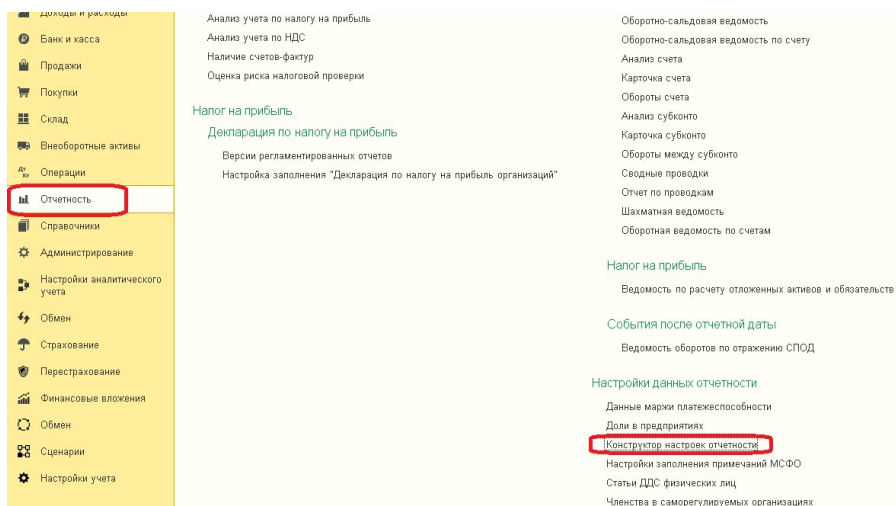 Доходы и расходы
Банк и касса
Продажи
Покупки
Склад
Внеоборотные активы
Дт Кт Операции
Отчетность
Справочники
Администрирование
Настройки аналитического
учета
Обмен
Страхование
Перестрахование
Финансовые вложения
Обмен
Сценарии
Настройки учета
Анализ учета по налогу на прибыль
Анализ учета по НДС
Наличие счетов-фактур
Оценка риска налоговой проверки
Налог на прибыль
Декларация по налогу на прибыль
Версии регламентированных отчетов
Настройка заполнения "Декларация по налогу на прибыль организаций"
Оборотно-сальдовая ведомость
Оборотно-сальдовая ведомость по счету
Анализ счета
Карточка счета
Обороты счета
Анализ субконто
Карточка субконто
Обороты между субконто
Сводные проводки
Отчет по проводкам
Шахматная ведомость
Оборотная ведомость по счетам
Налог на прибыль
Ведомость по расчету отложенных активов и обязательств
События после отчетной даты
Ведомость оборотов по отражению СПОД
Настройки данных отчетности
Данные маржи платежеспособности
Доли в предприятиях
Конструктор настроек отчетности
Настройки заполнения примечаний МСФО
Статьи ДДС физических лиц
Членства в саморегулируемых организациях